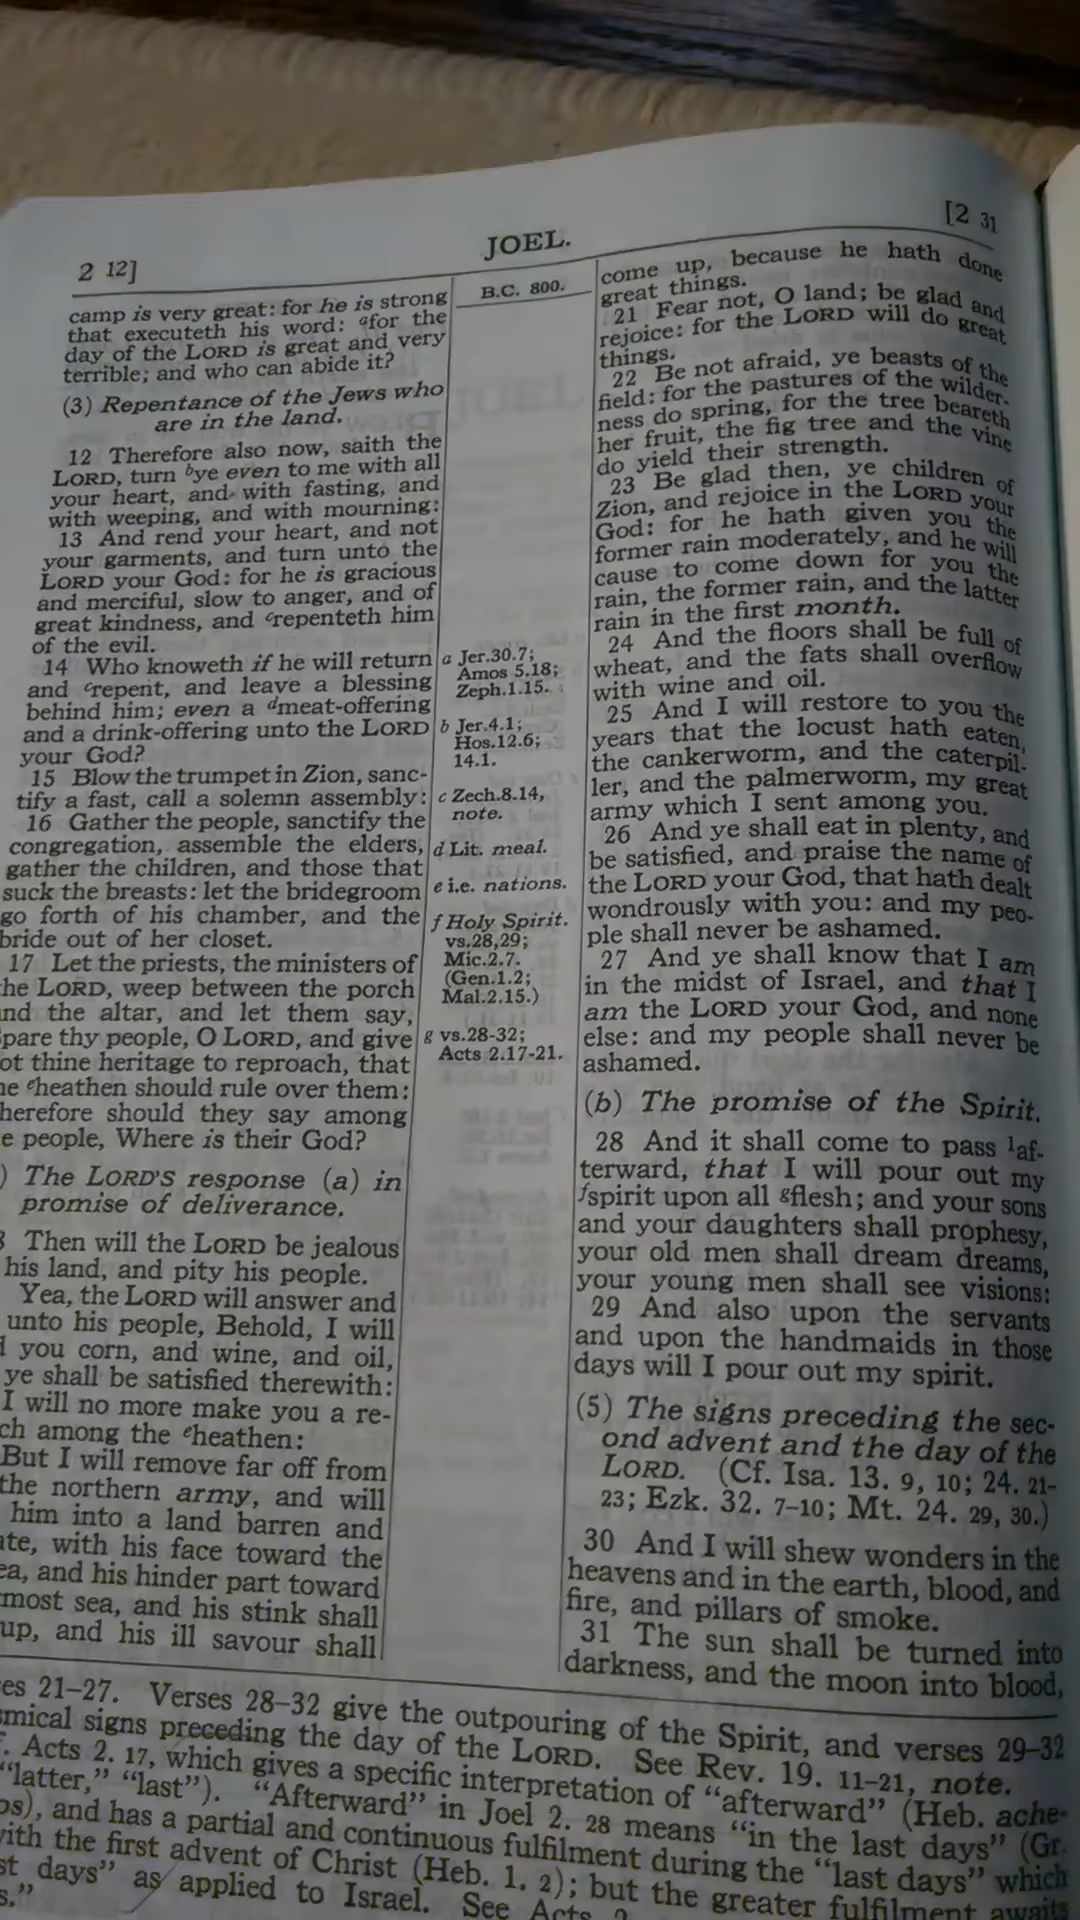 2 12]
JOEL.
[2 31
camp is very great: for he is strong
that executeth his word: ᵃfor the
day of the LORD is great and very
terrible; and who can abide it?
(3) Repentance of the Jews who
are in the land.
12 Therefore also now, saith the
LORD, turn ᵇye even to me with all
your heart, and with fasting, and
with weeping, and with mourning:
13 And rend your heart, and not
your garments, and turn unto the
LORD your God: for he is gracious
and merciful, slow to anger, and of
great kindness, and ᶜrepenteth him
of the evil.
14 Who knoweth if he will return
and ᶜrepent, and leave a blessing
behind him; even a ᵈmeat-offering
and a drink-offering unto the LORD
your God?
15 Blow the trumpet in Zion, sanc-
tify a fast, call a solemn assembly:
16 Gather the people, sanctify the
congregation, assemble the elders,
gather the children, and those that
suck the breasts: let the bridegroom
go forth of his chamber, and the
bride out of her closet.
17 Let the priests, the ministers of
he LORD, weep between the porch
nd the altar, and let them say,
pare thy people, O LORD, and give
ot thine heritage to reproach, that
e ᵉheathen should rule over them:
herefore should they say among
e people, Where is their God?
) The LORD'S response (a) in
promise of deliverance.
Then will the LORD be jealous
his land, and pity his people.
Yea, the LORD will answer and
unto his people, Behold, I will
you corn, and wine, and oil,
ye shall be satisfied therewith:
I will no more make you a re-
ch among the ᵉheathen:
But I will remove far off from
the northern army, and will
him into a land barren and
te, with his face toward the
ea, and his hinder part toward
most sea, and his stink shall
up, and his ill savour shall
B.C. 800.
a Jer.30.7;
Amos 5.18;
Zeph.1.15.
b Jer.4.1;
Hos.12.6;
14.1.
c Zech.8.14,
note.
d Lit. meal.
e i.e. nations.
f Holy Spirit.
vs.28,29;
Mic.2.7.
(Gen.1.2;
Mal.2.15.)
g vs.28-32;
Acts 2.17-21.
come up, because he hath done
great things.
21 Fear not, O land; be glad and
rejoice: for the LORD will do great
things.
22 Be not afraid, ye beasts of the
field: for the pastures of the wilder-
ness do spring, for the tree beareth
her fruit, the fig tree and the vine
do yield their strength.
23 Be glad then, ye children of
Zion, and rejoice in the LORD your
God: for he hath given you the
former rain moderately, and he will
cause to come down for you the
rain, the former rain, and the latter
rain in the first month.
24 And the floors shall be full of
wheat, and the fats shall overflow
with wine and oil.
25 And I will restore to you the
years that the locust hath eaten,
the cankerworm, and the caterpil-
ler, and the palmerworm, my great
army which I sent among you.
26 And ye shall eat in plenty, and
be satisfied, and praise the name of
the LORD your God, that hath dealt
wondrously with you: and my peo-
ple shall never be ashamed.
27 And ye shall know that I am
in the midst of Israel, and that I
am the LORD your God, and none
else: and my people shall never be
ashamed.
(b) The promise of the Spirit.
28 And it shall come to pass ¹af-
terward, that I will pour out my
ᶠspirit upon all ᵍflesh; and your sons
and your daughters shall prophesy,
your old men shall dream dreams,
your young men shall see visions:
29 And also upon the servants
and upon the handmaids in those
days will I pour out my spirit.
(5) The signs preceding the sec-
ond advent and the day of the
LORD. (Cf. Isa. 13. 9, 10; 24. 21-
23; Ezk. 32. 7-10; Mt. 24. 29, 30.)
30 And I will shew wonders in the
heavens and in the earth, blood, and
fire, and pillars of smoke.
31 The sun shall be turned into
darkness, and the moon into blood,
es 21-27. Verses 28-32 give the outpouring of the Spirit, and verses 29-32
mical signs preceding the day of the LORD. See Rev. 19. 11-21, note.
. Acts 2. 17, which gives a specific interpretation of "afterward" (Heb. ache-
"latter," "last"). "Afterward" in Joel 2. 28 means "in the last days" (Gr.
os), and has a partial and continuous fulfilment during the "last days" which
ith the first advent of Christ (Heb. 1. 2); but the greater fulfilment awaits
st days" as applied to Israel. See Acts 2
s."